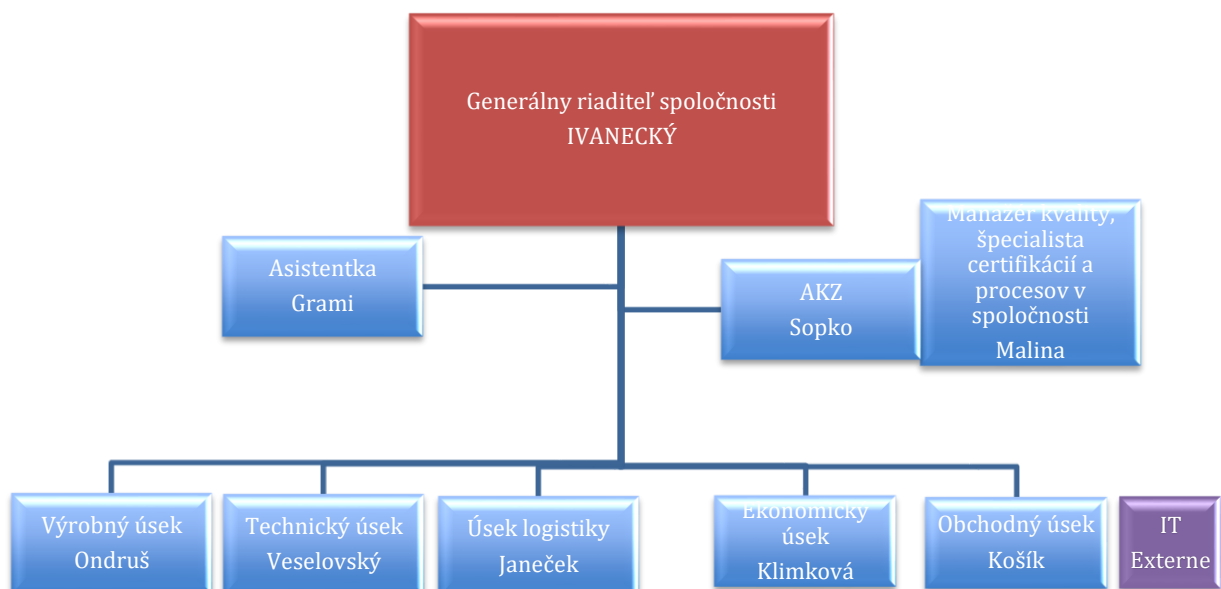 Generálny riaditeľ spoločnosti
IVANECKÝ
Asistentka
Grami
AKZ
Sopko
Manažér kvality,
špecialista
certifikácií a
procesov v
spoločnosti
Malina
Výrobný úsek
Ondruš
Technický úsek
Veselovský
Úsek logistiky
Janeček
Ekonomický
úsek
Klimková
Obchodný úsek
Košík
IT
Externe